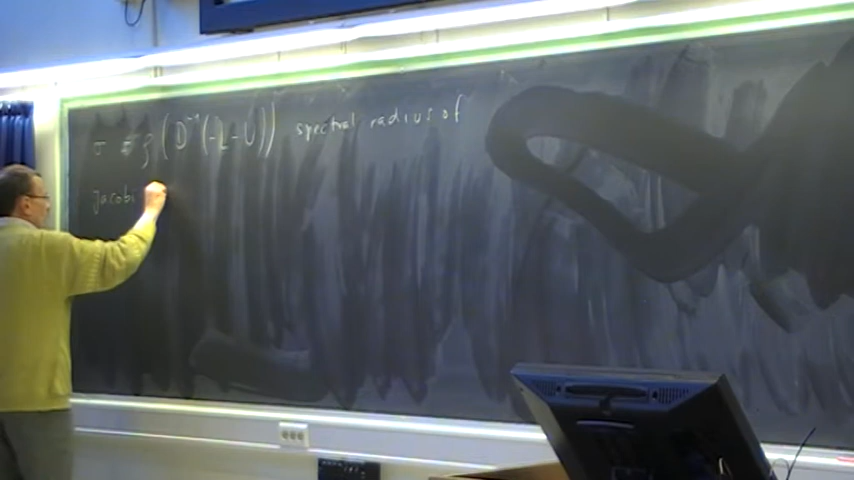 σ = ρ(D⁻¹(-L-U)) spectral radius of
Jacobi